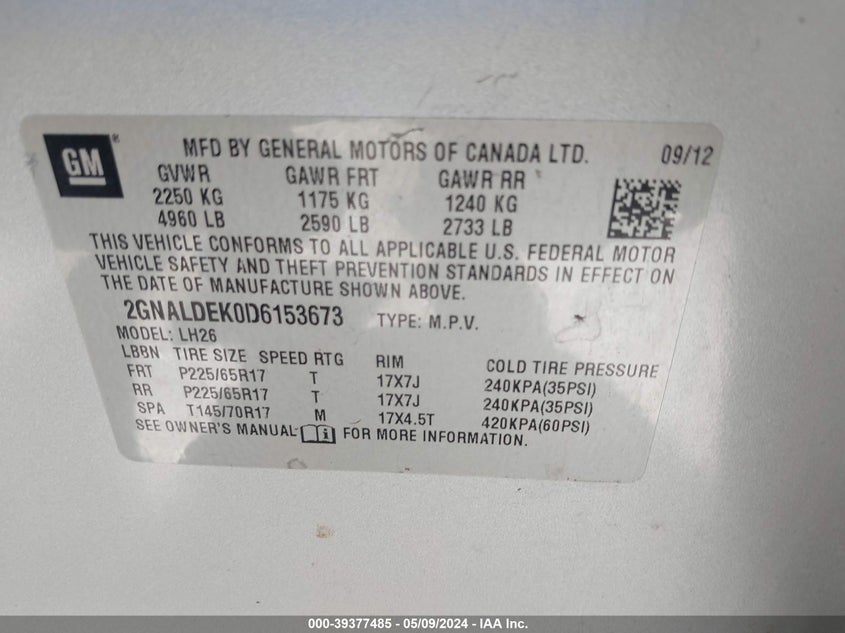 GM®
MFD BY GENERAL MOTORS OF CANADA LTD. 09/12
GVWR GAWR FRT GAWR RR
2250 KG 1175 KG 1240 KG
4960 LB 2590 LB 2733 LB
THIS VEHICLE CONFORMS TO ALL APPLICABLE U.S. FEDERAL MOTOR
VEHICLE SAFETY AND THEFT PREVENTION STANDARDS IN EFFECT ON
THE DATE OF MANUFACTURE SHOWN ABOVE.
2GNALDEK0D6153673 TYPE: M.P.V.
MODEL: LH26
LBBN TIRE SIZE SPEED RTG RIM COLD TIRE PRESSURE
FRT P225/65R17 T 17X7J 240KPA(35PSI)
RR P225/65R17 T 17X7J 240KPA(35PSI)
SPA T145/70R17 M 17X4.5T 420KPA(60PSI)
SEE OWNER'S MANUAL FOR MORE INFORMATION.
000-39377485 - 05/09/2024 - IAA Inc.